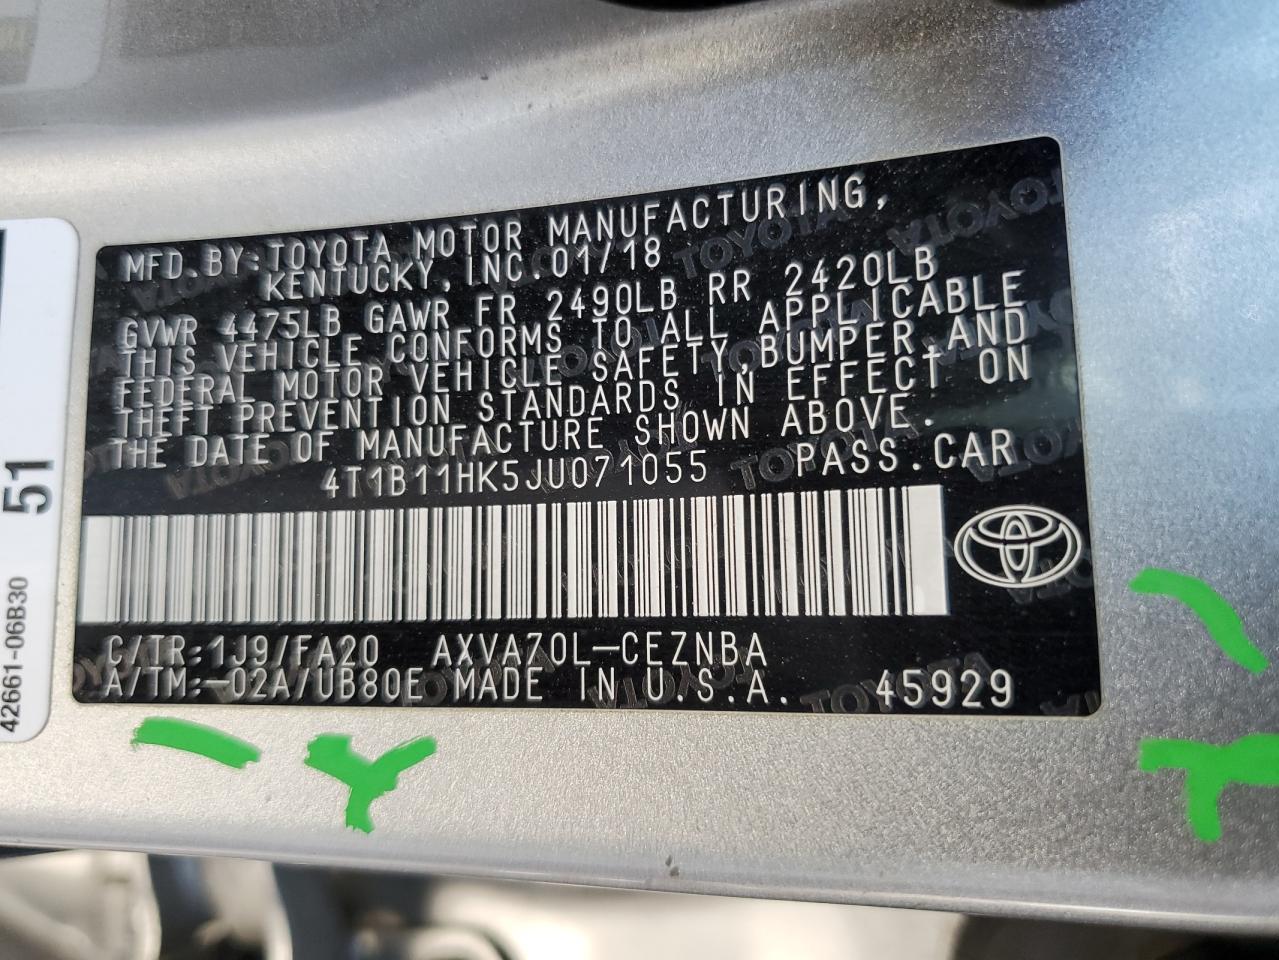 MFD.BY:TOYOTA MOTOR MANUFACTURING,
KENTUCKY,INC.01/18
GVWR 4475LB GAWR FR 2490LB RR 2420LB
THIS VEHICLE CONFORMS TO ALL APPLICABLE
FEDERAL MOTOR VEHICLE SAFETY,BUMPER,AND
THEFT PREVENTION STANDARDS IN EFFECT ON
THE DATE OF MANUFACTURE SHOWN ABOVE.
4T1B11HK5JU071055 PASS.CAR
C/TR:1J9/FA20 AXVA70L-CEZNBA
A/TM:-02A/UB80E MADE IN U.S.A. 45929
51
42661-06B30